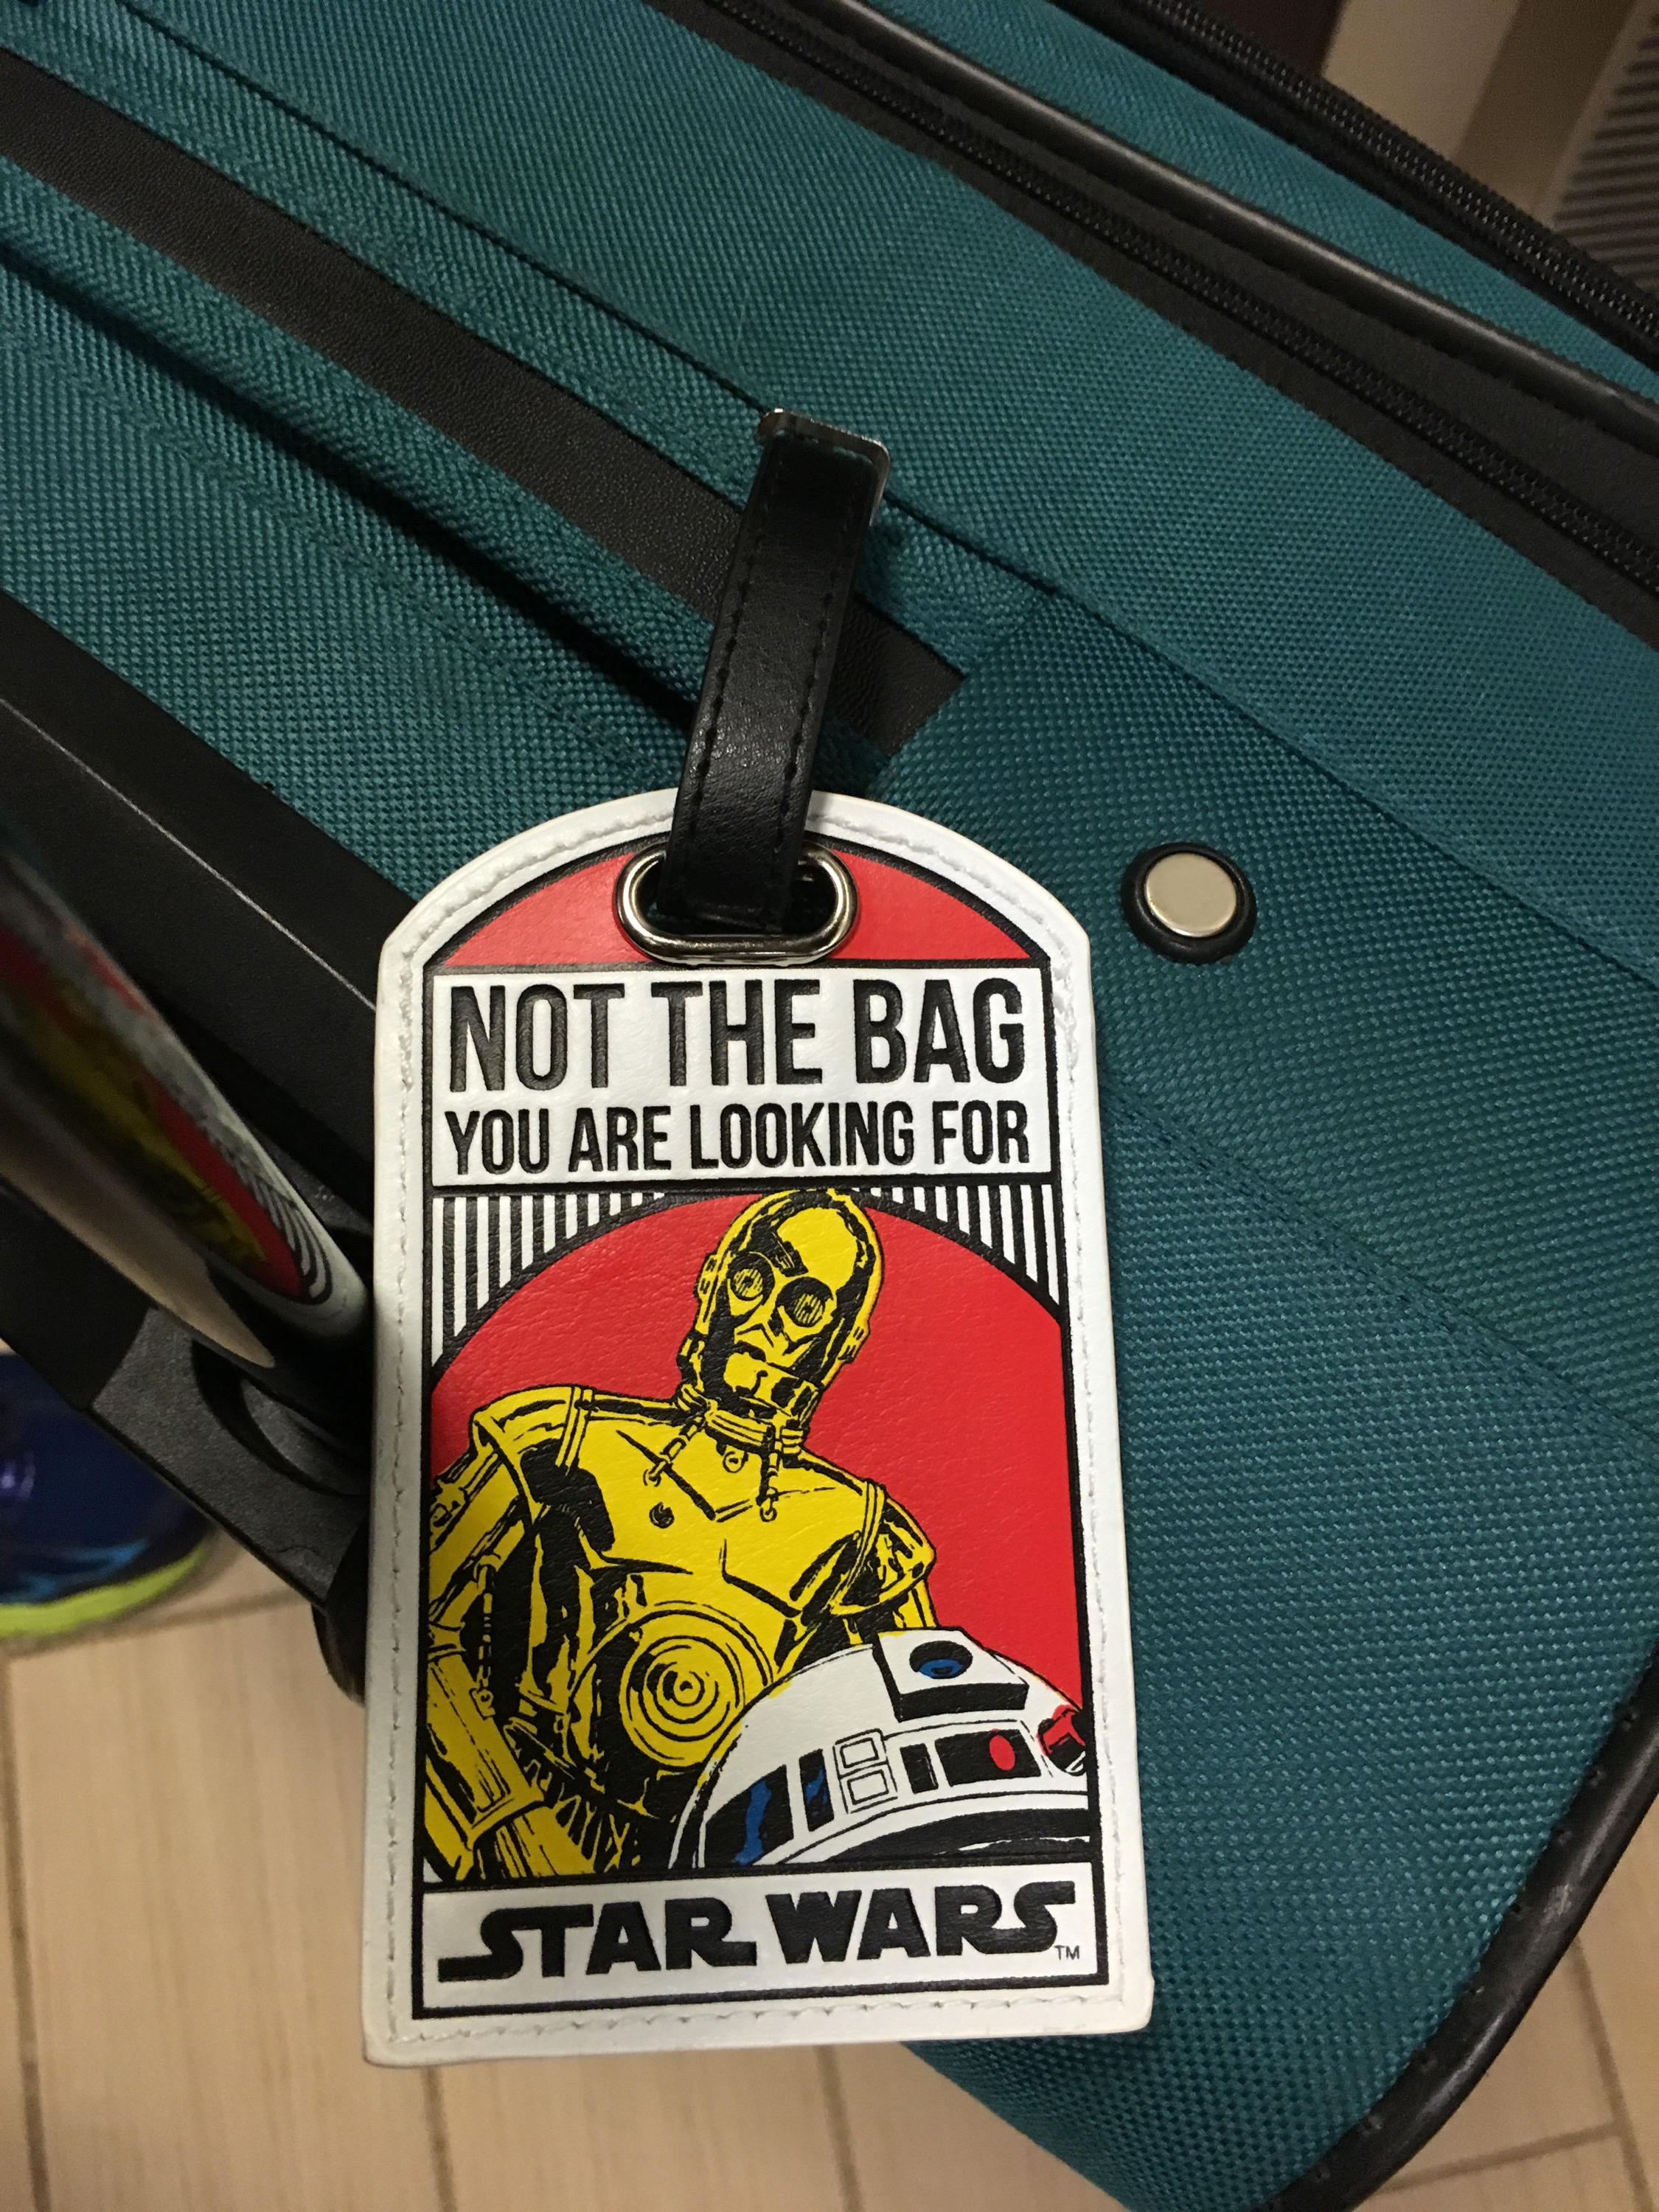 NOT THE BAG
YOU ARE LOOKING FOR
STAR WARS TM